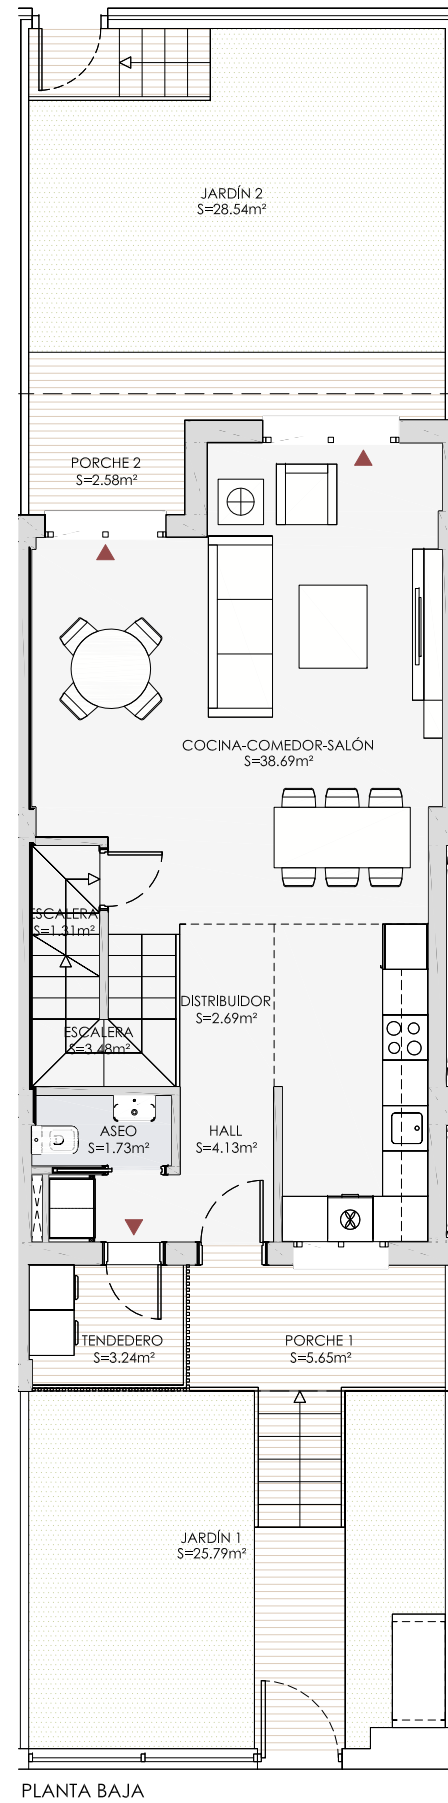 JARDÍN 2
S=28.54m²
PORCHE 2
S=2.58m²
COCINA-COMEDOR-SALÓN
S=38.69m²
ESCALERA
S=1.31m²
DISTRIBUIDOR
S=2.69m²
ESCALERA
S=3.48m²
ASEO
S=1.73m²
HALL
S=4.13m²
TENDEDERO
S=3.24m²
PORCHE 1
S=5.65m²
JARDÍN 1
S=25.79m²
PLANTA BAJA